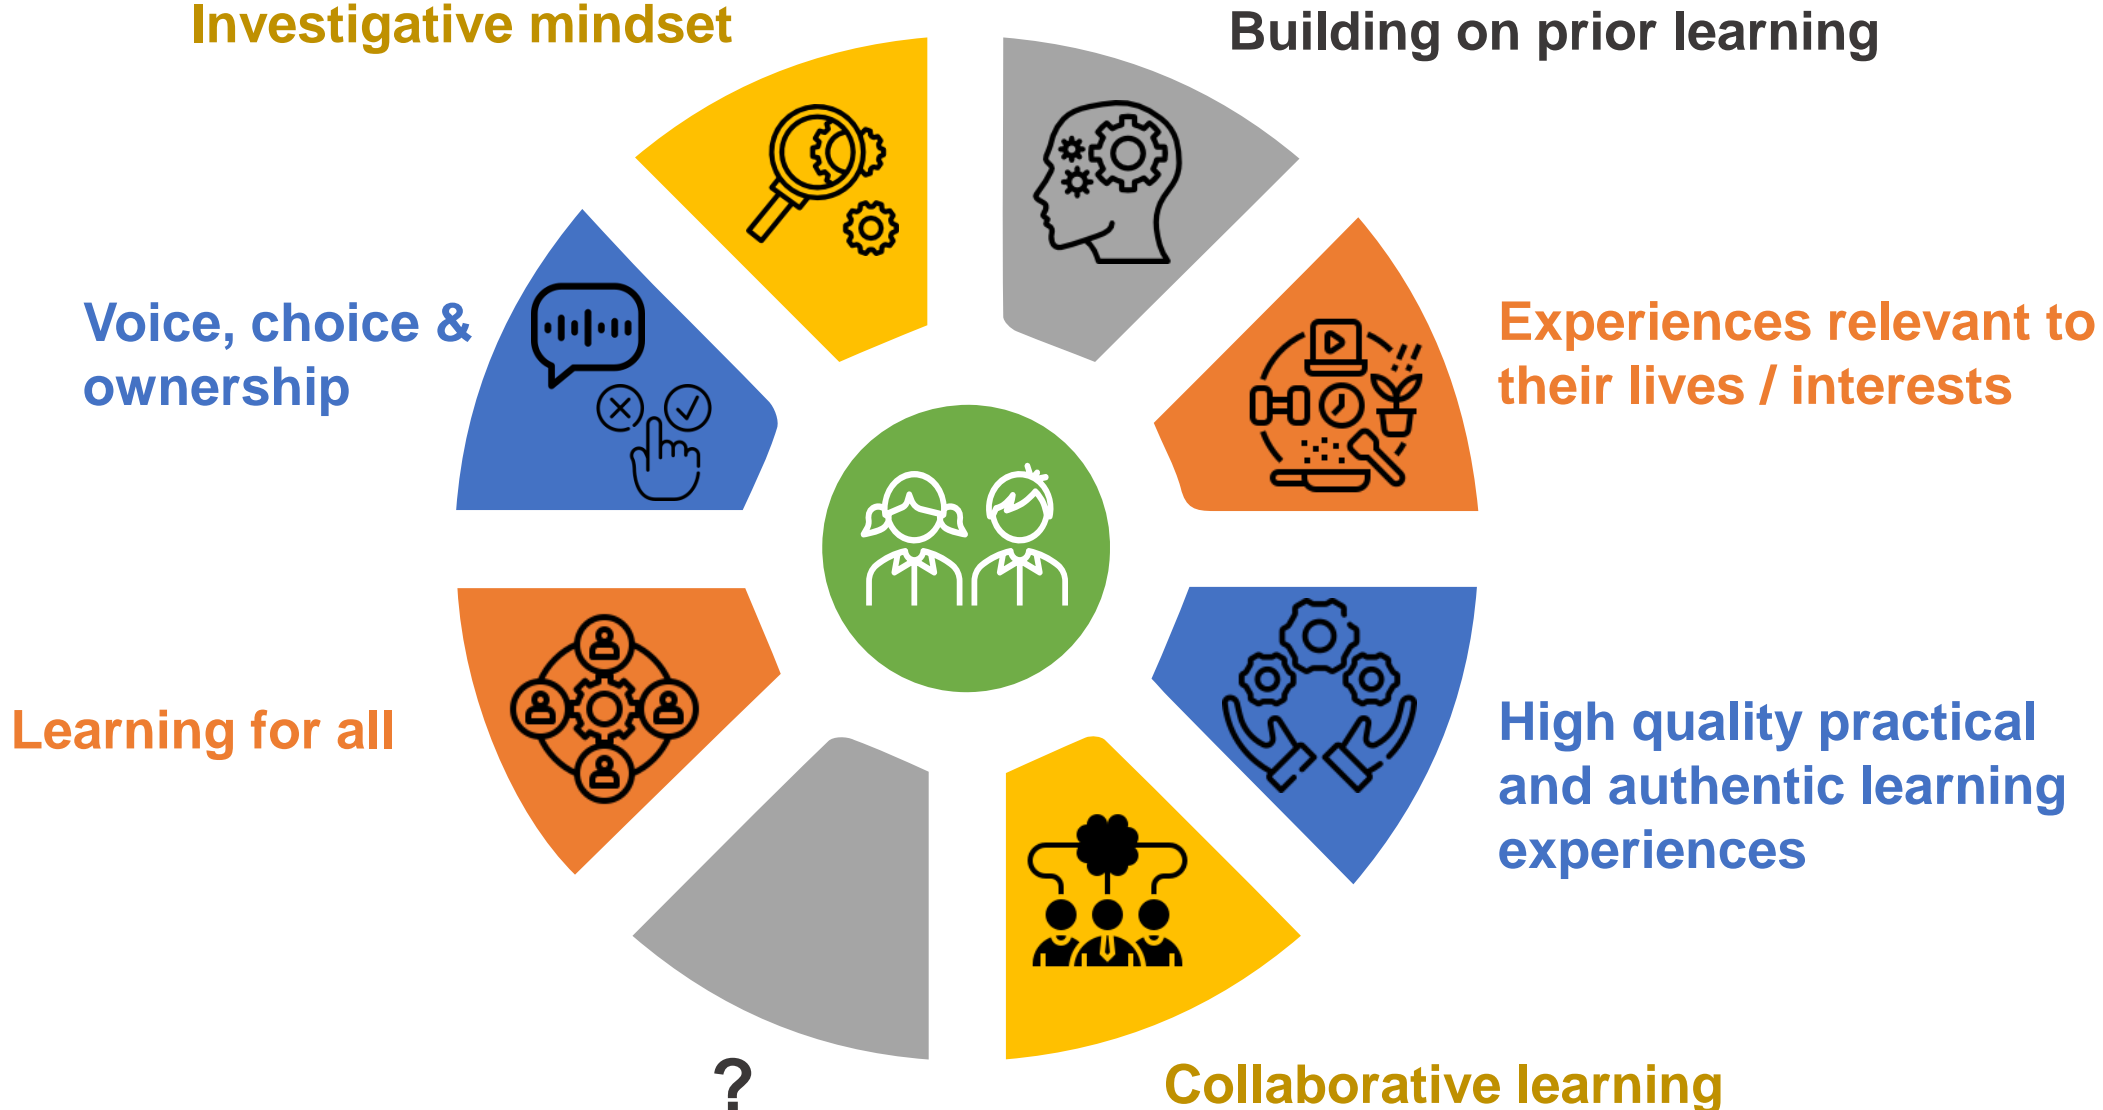 Investigative mindset
Building on prior learning
Voice, choice &
ownership
Experiences relevant to
their lives / interests
Learning for all
High quality practical
and authentic learning
experiences
?
Collaborative learning